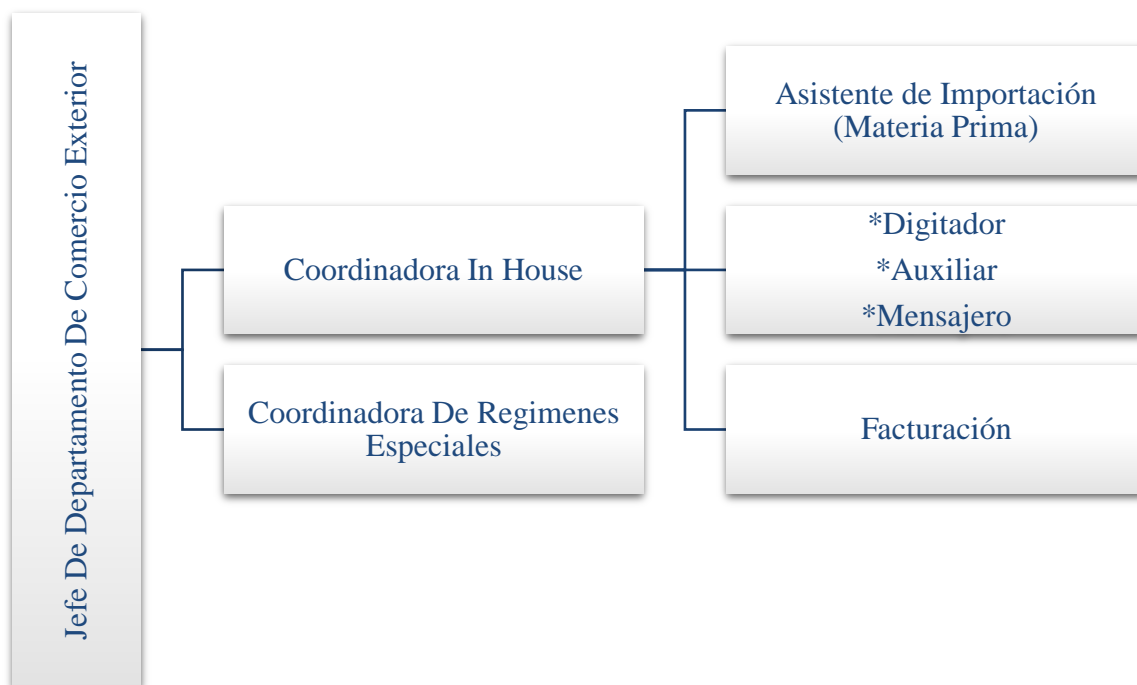 Jefe De Departamento De Comercio Exterior
Coordinadora In House
Coordinadora De Regimenes
Especiales
Asistente de Importación
(Materia Prima)
*Digitador
*Auxiliar
*Mensajero
Facturación